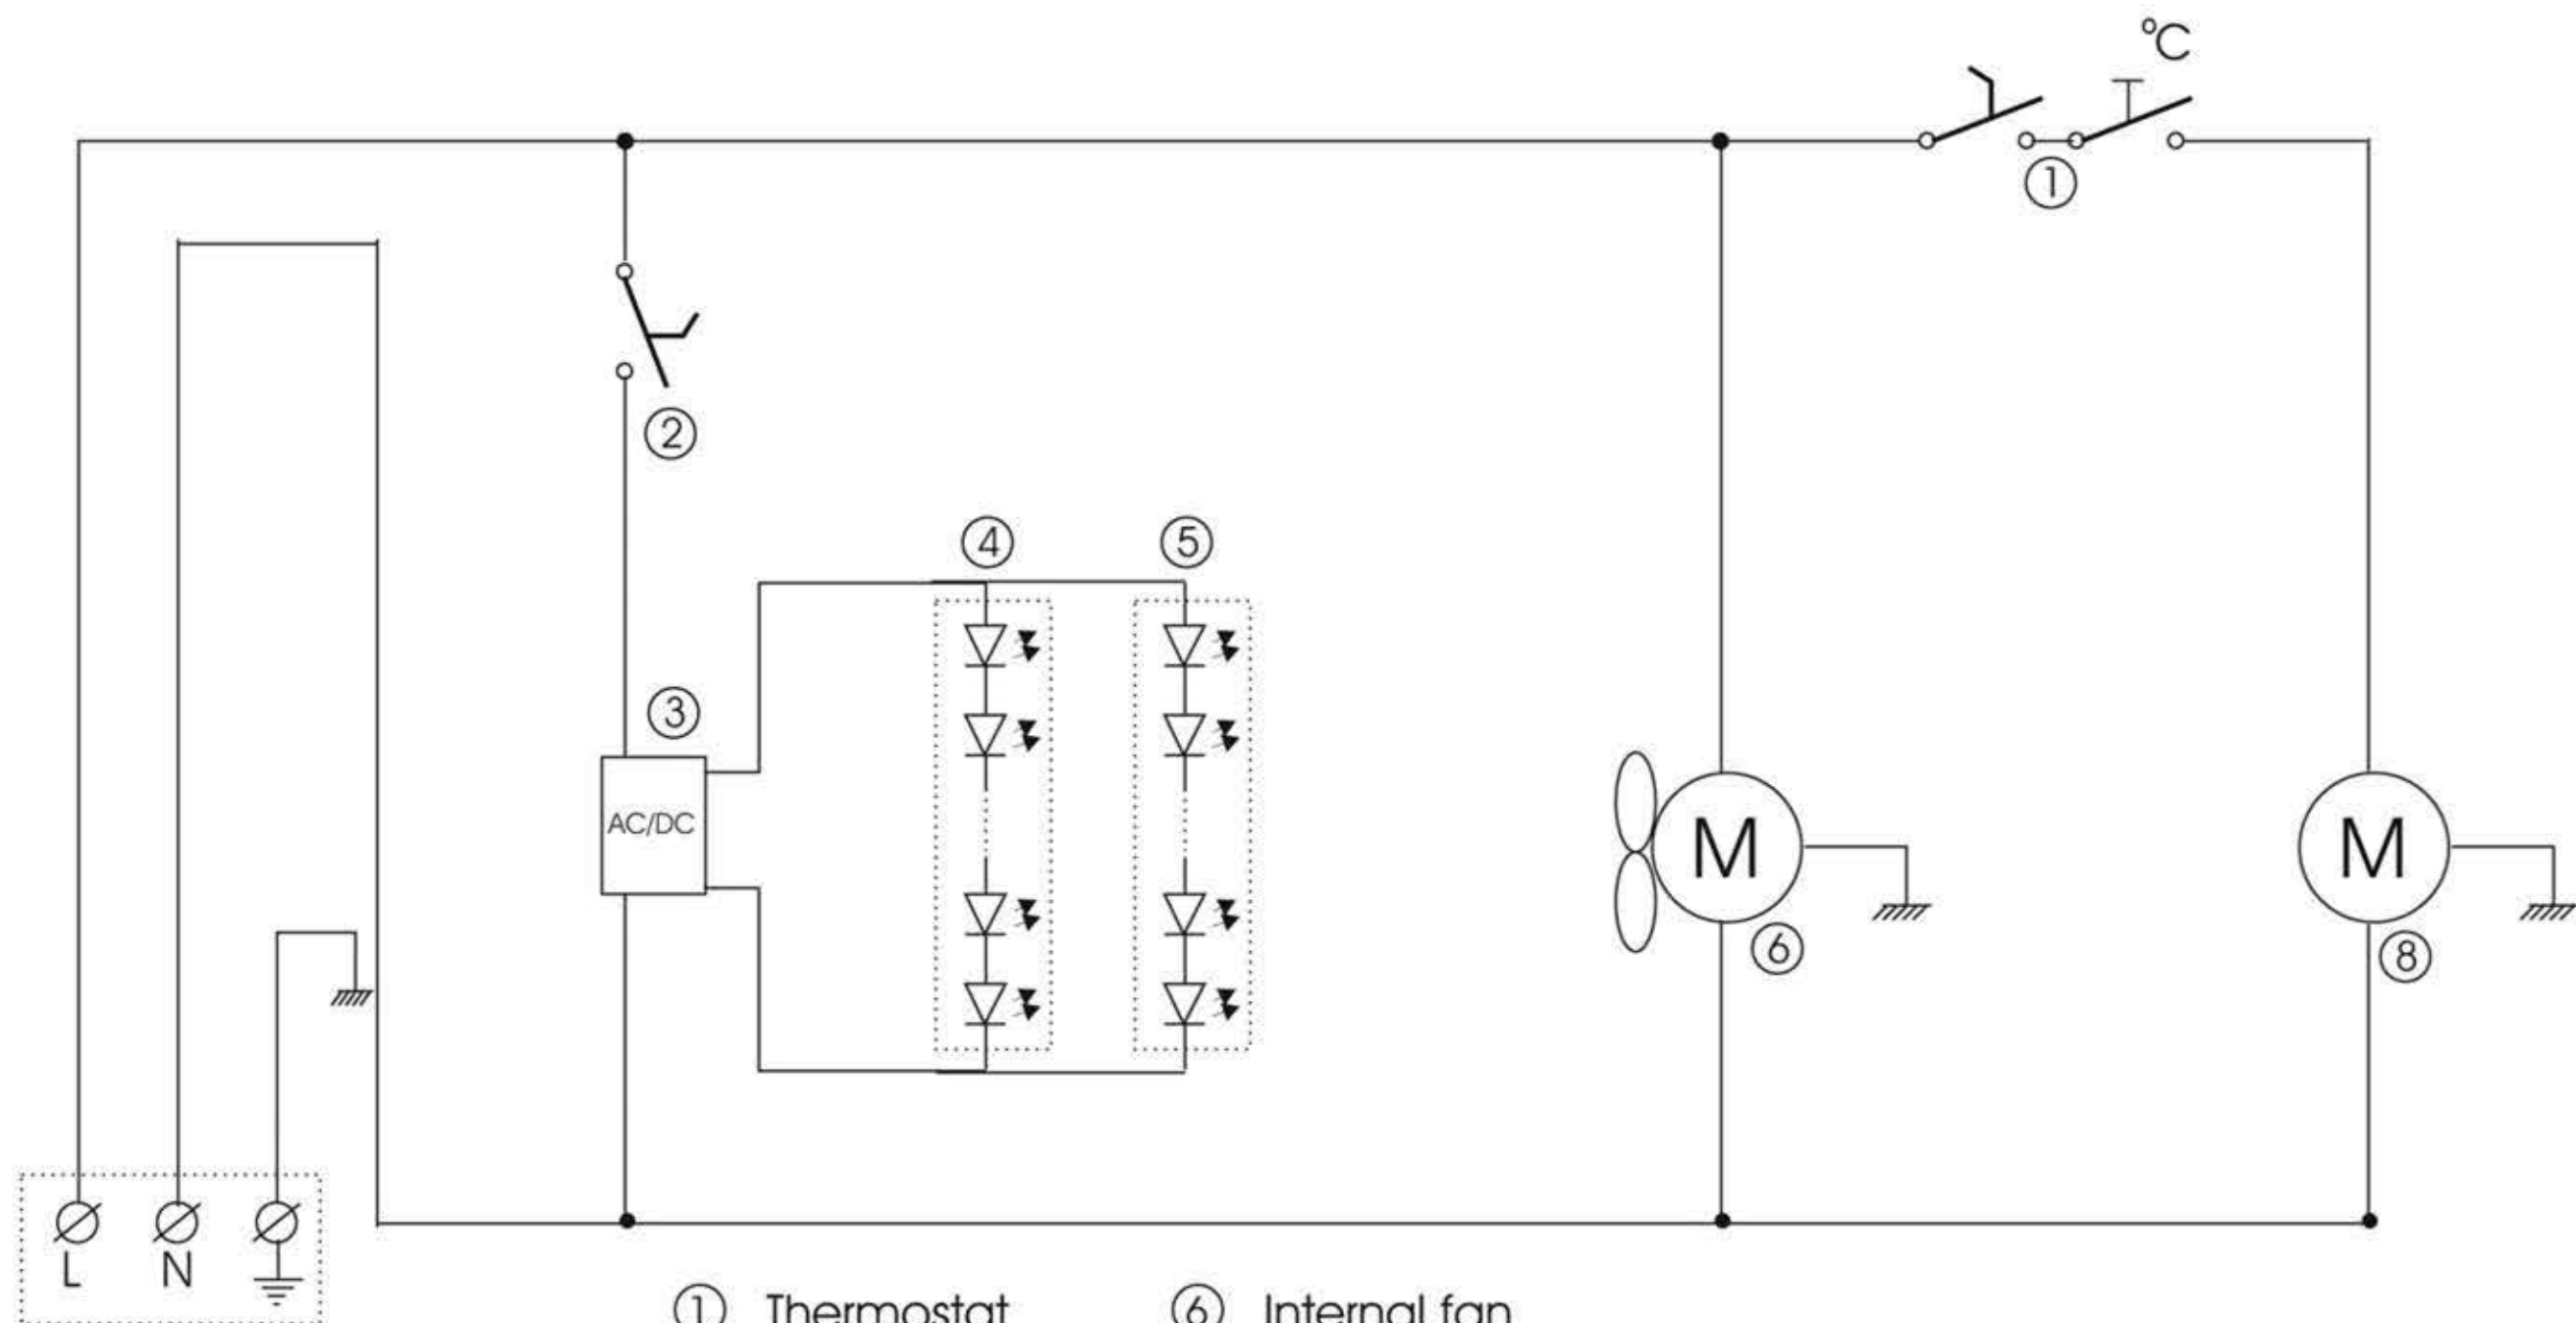 °C
①
②
④ ⑤
③
AC/DC
M M
⑥ ⑧
L N
① Thermostat ⑥ Internal fan